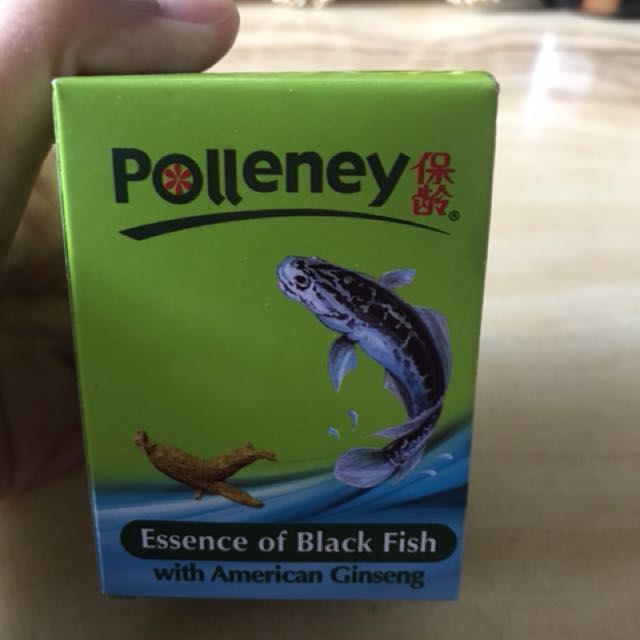 Polleney 保龄®
Essence of Black Fish
with American Ginseng